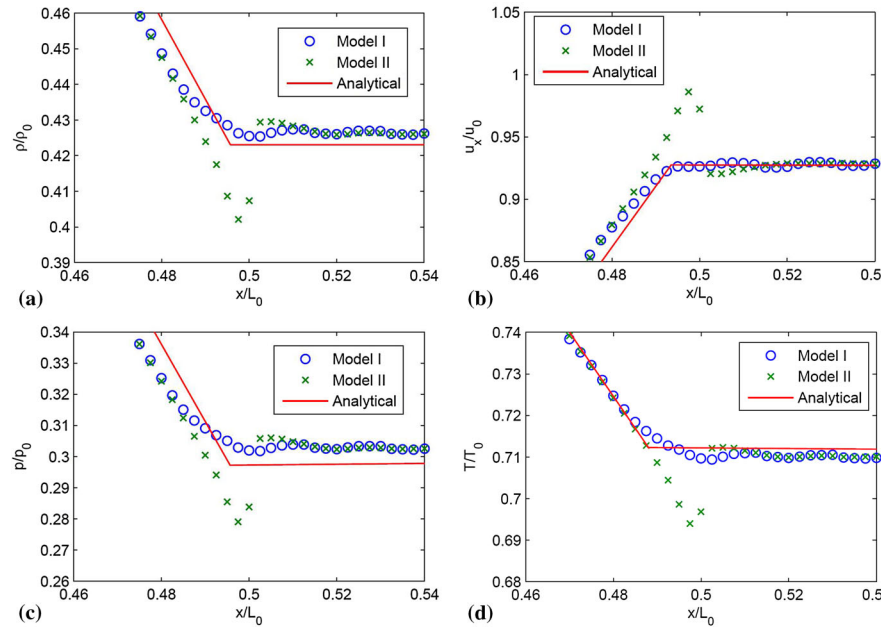 0.46
0.45
0.44
0.43
0.42
0.41
0.4
0.39
ρ/ρ₀
Model I
Model II
Analytical
0.46 0.48 0.5 0.52 0.54
x/L₀
(a)
1.05
1
0.95
0.9
0.85
uₓ/u₀
Model I
Model II
Analytical
0.46 0.48 0.5 0.52 0.5
x/L₀
(b)
0.34
0.33
0.32
0.31
0.3
0.29
0.28
0.27
0.26
p/p₀
Model I
Model II
Analytical
0.46 0.48 0.5 0.52 0.54
x/L₀
(c)
0.74
0.73
0.72
0.71
0.7
0.69
0.68
T/T₀
Model I
Model II
Analytical
0.46 0.48 0.5 0.52 0.5
x/L₀
(d)